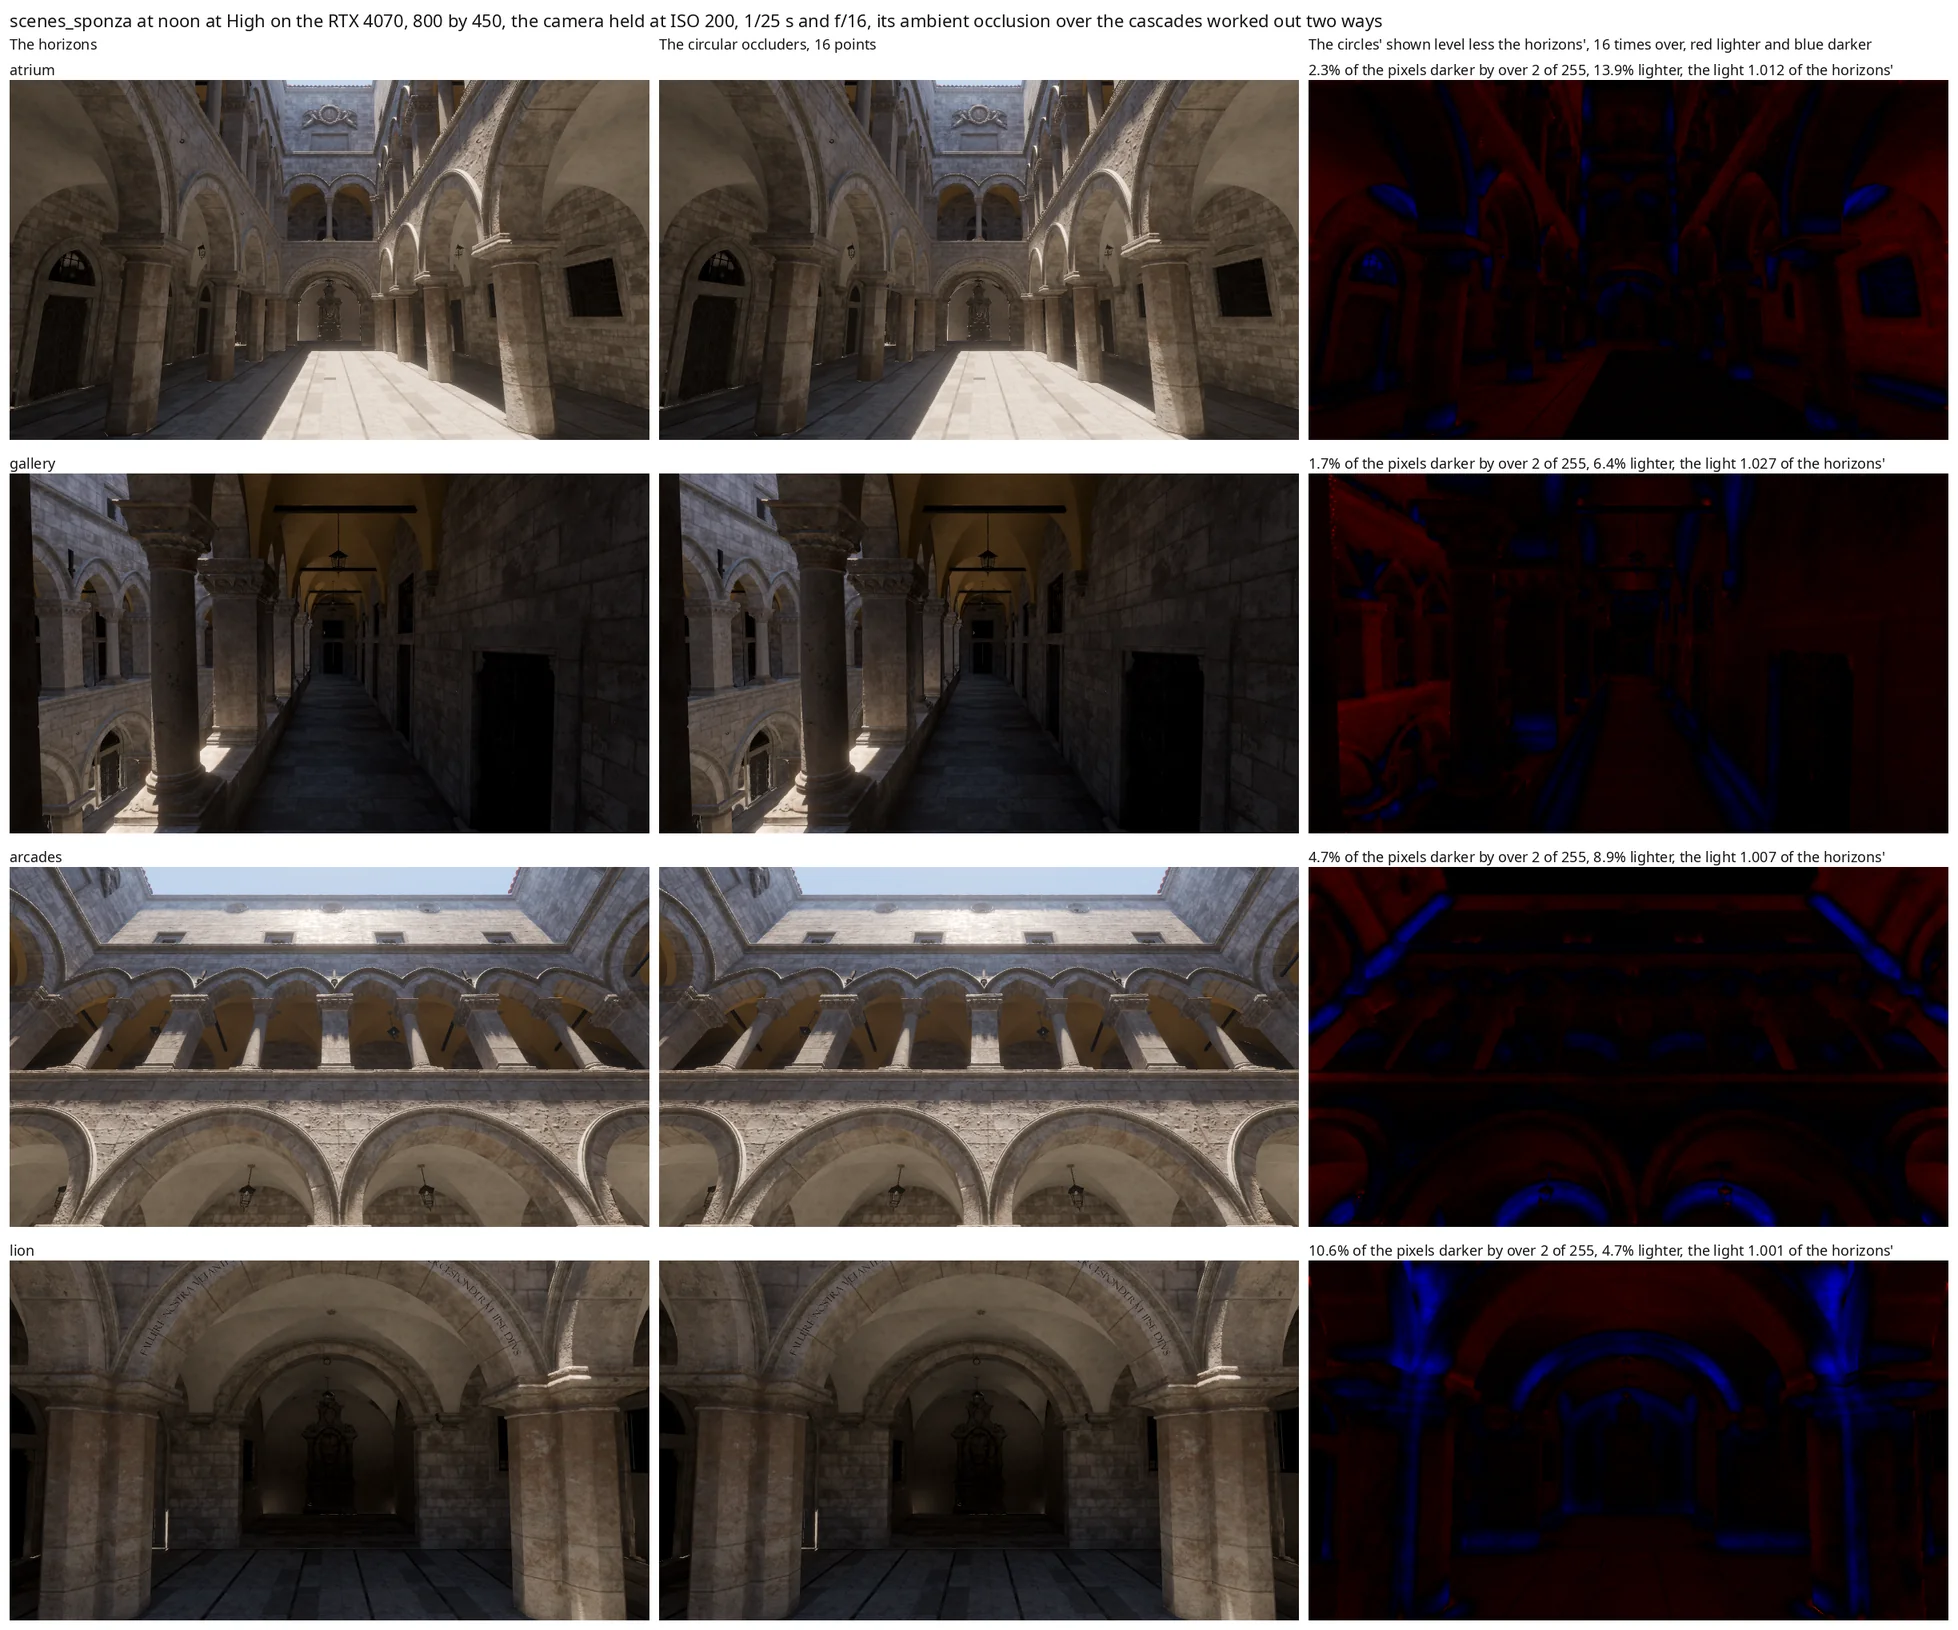 scenes_sponza at noon at High on the RTX 4070, 800 by 450, the camera held at ISO 200, 1/25 s and f/16, its ambient occlusion over the cascades worked out two ways
The horizons
The circular occluders, 16 points
The circles' shown level less the horizons', 16 times over, red lighter and blue darker
atrium
2.3% of the pixels darker by over 2 of 255, 13.9% lighter, the light 1.012 of the horizons'
gallery
1.7% of the pixels darker by over 2 of 255, 6.4% lighter, the light 1.027 of the horizons'
arcades
4.7% of the pixels darker by over 2 of 255, 8.9% lighter, the light 1.007 of the horizons'
lion
10.6% of the pixels darker by over 2 of 255, 4.7% lighter, the light 1.001 of the horizons'